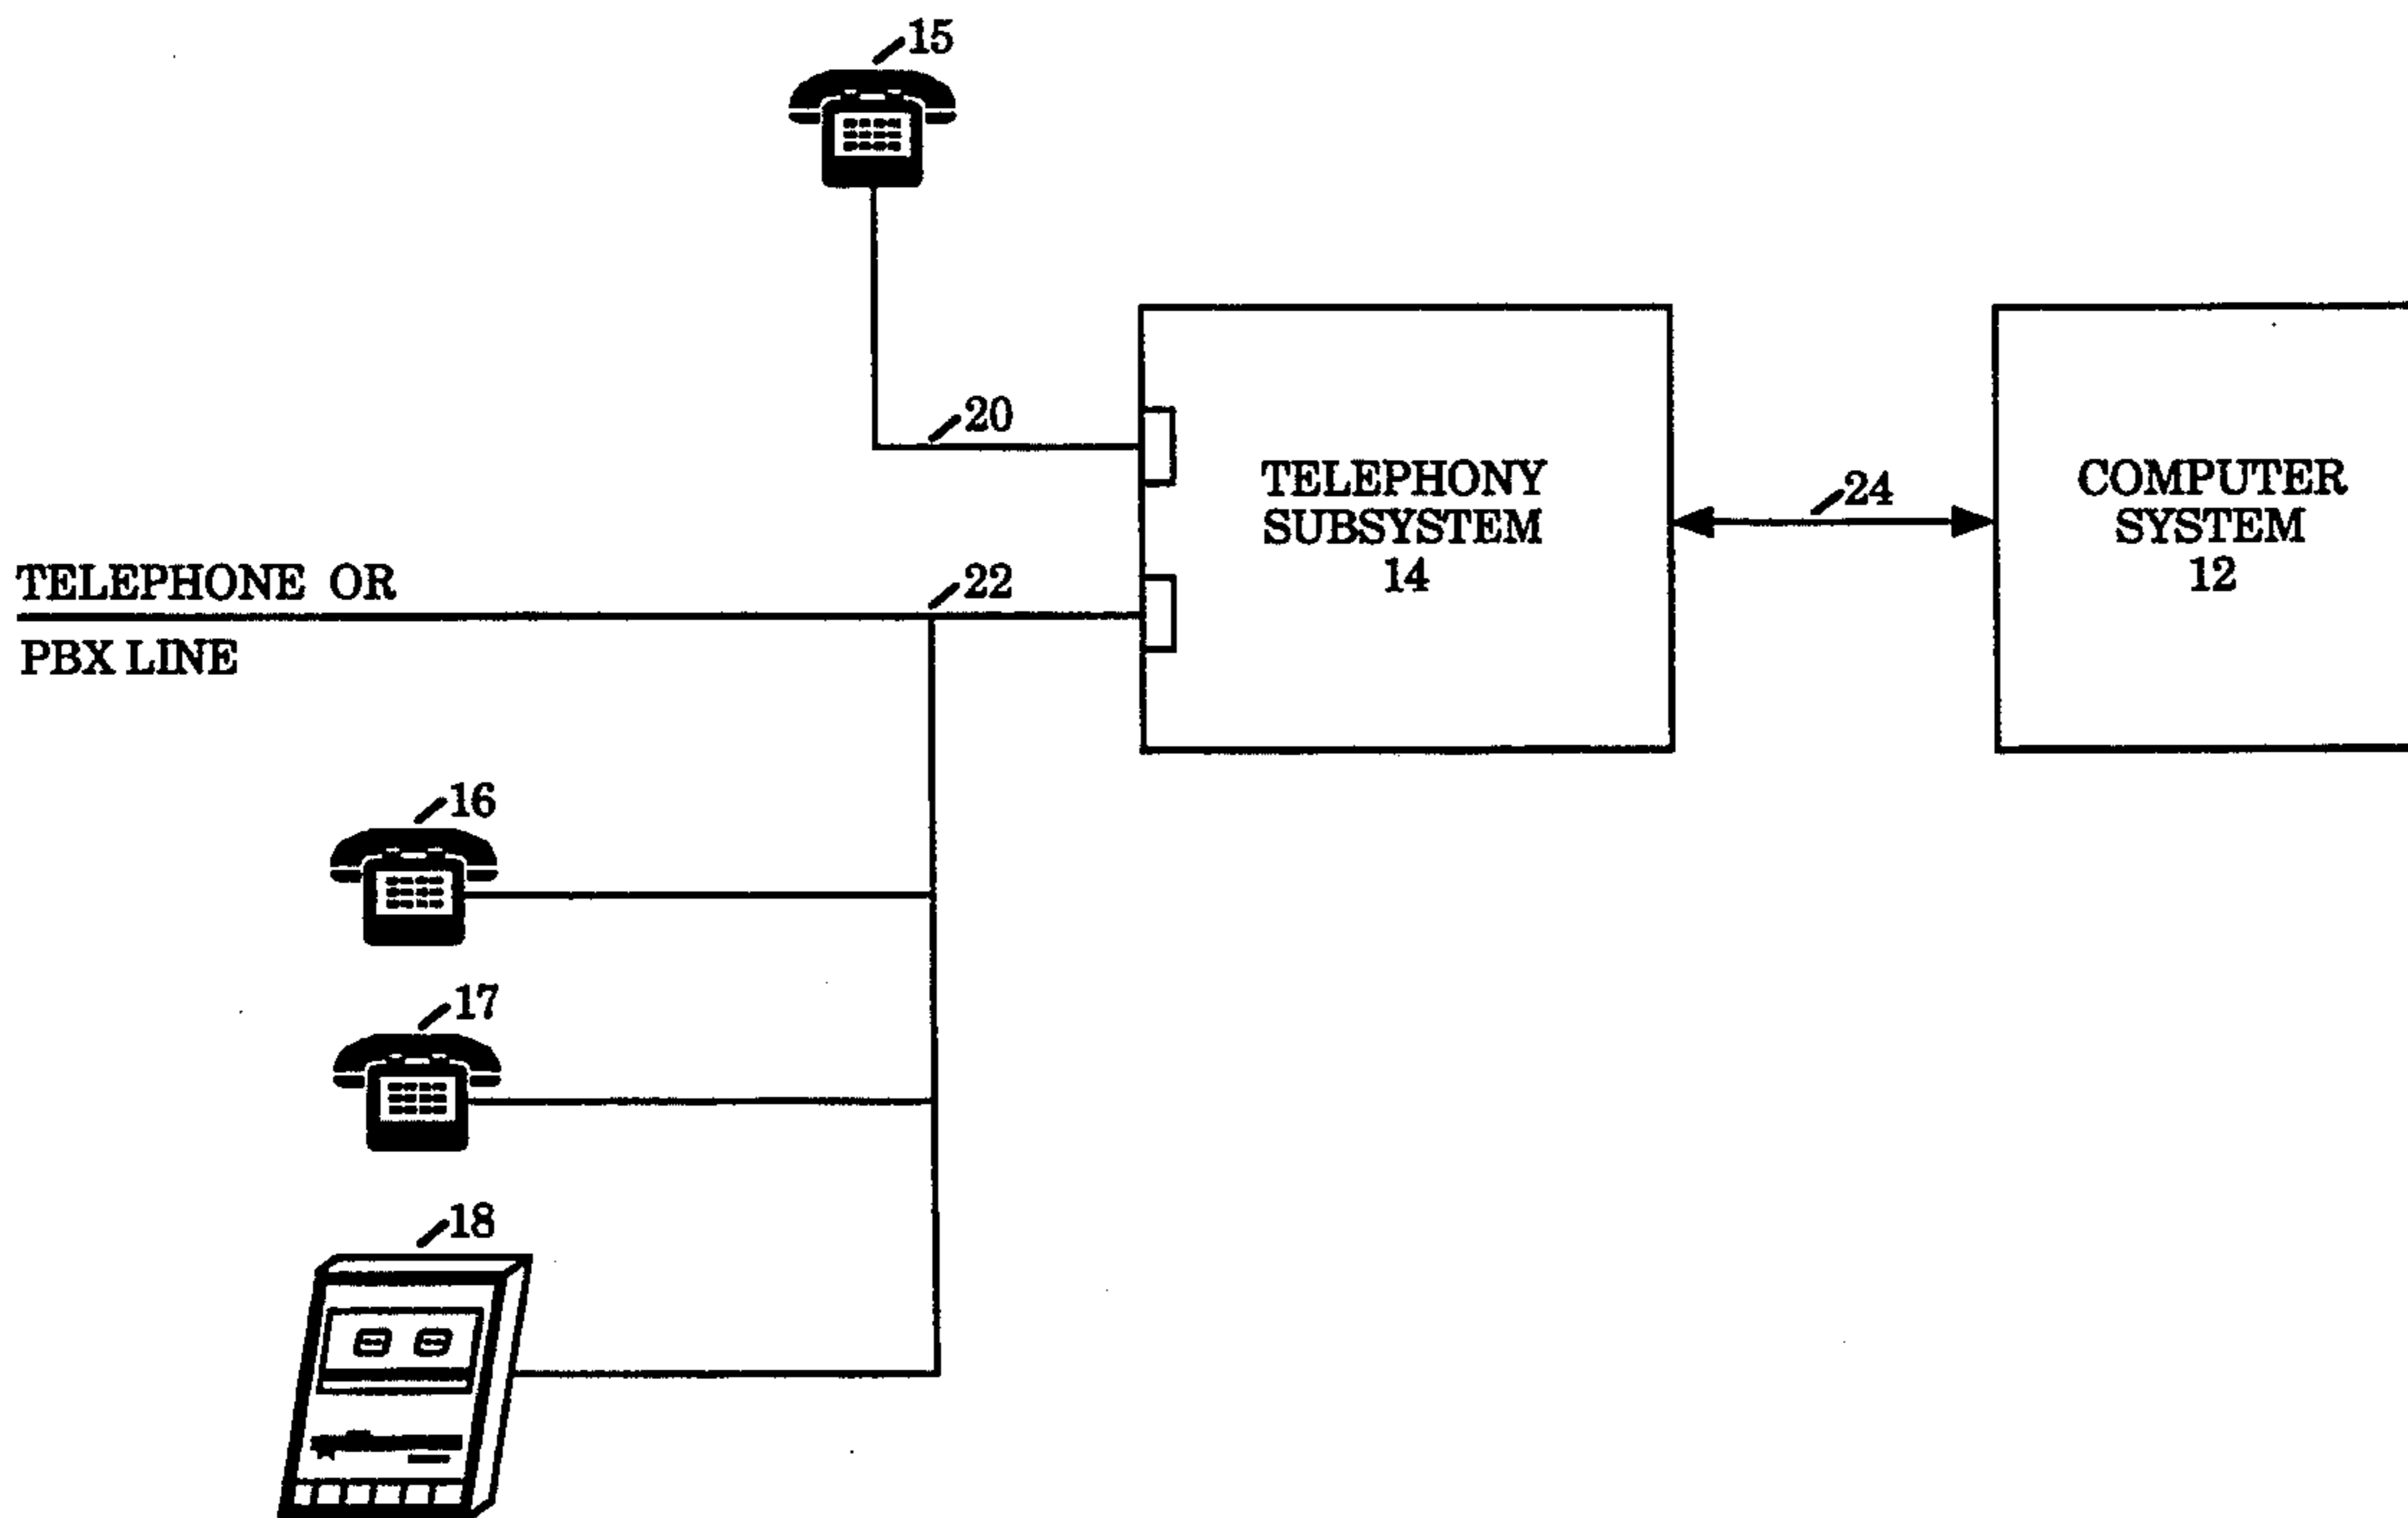 15
20
TELEPHONY
SUBSYSTEM
14
24
COMPUTER
SYSTEM
12
TELEPHONE OR
PBX LINE
22
16
17
18